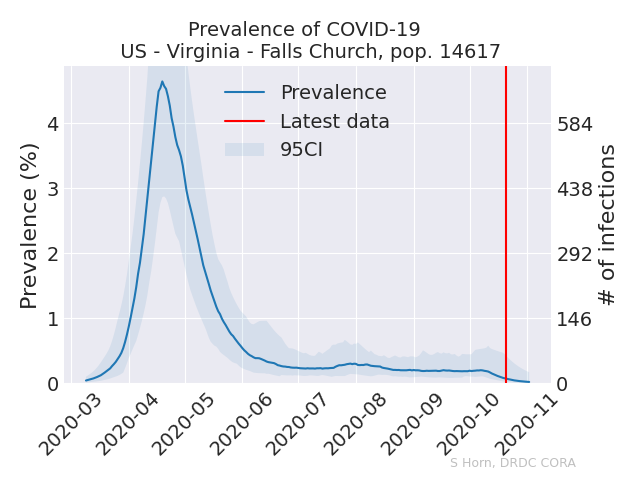 Prevalence of COVID-19
US - Virginia - Falls Church, pop. 14617
Prevalence
Latest data
95CI
Prevalence (%)
4
3
2
1
0
# of infections
584
438
292
146
0
2020-03
2020-04
2020-05
2020-06
2020-07
2020-08
2020-09
2020-10
2020-11
S Horn, DRDC CORA